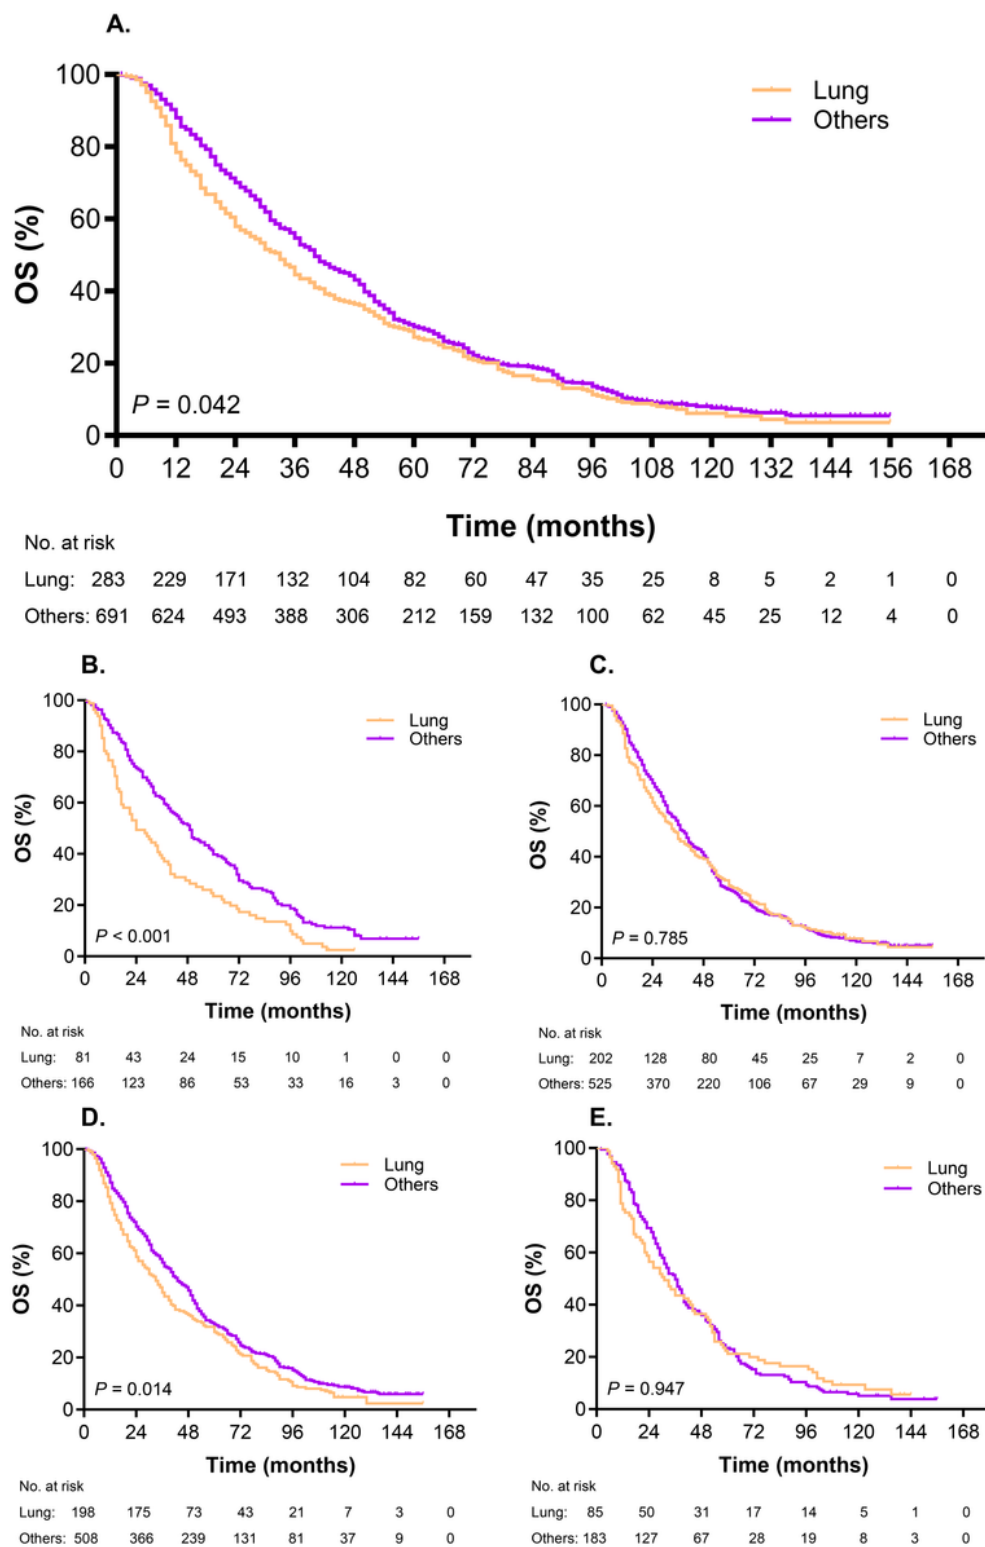 A.
100
80
60
40
20
0
OS (%)
Lung
Others
P = 0.042
0 12 24 36 48 60 72 84 96 108 120 132 144 156 168
Time (months)
No. at risk
Lung: 283 229 171 132 104 82 60 47 35 25 8 5 2 1 0
Others: 691 624 493 388 306 212 159 132 100 62 45 25 12 4 0
B.
100
80
60
40
20
0
OS (%)
Lung
Others
P < 0.001
0 24 48 72 96 120 144 168
Time (months)
No. at risk
Lung: 81 43 24 15 10 1 0 0
Others: 166 123 86 53 33 16 3 0
C.
100
80
60
40
20
0
OS (%)
Lung
Others
P = 0.785
0 24 48 72 96 120 144 168
Time (months)
No. at risk
Lung: 202 128 80 45 25 7 2 0
Others: 525 370 220 106 67 29 9 0
D.
100
80
60
40
20
0
OS (%)
Lung
Others
P = 0.014
0 24 48 72 96 120 144 168
Time (months)
No. at risk
Lung: 198 175 73 43 21 7 3 0
Others: 508 366 239 131 81 37 9 0
E.
100
80
60
40
20
0
OS (%)
Lung
Others
P = 0.947
0 24 48 72 96 120 144 168
Time (months)
No. at risk
Lung: 85 50 31 17 14 5 1 0
Others: 183 127 67 28 19 8 3 0